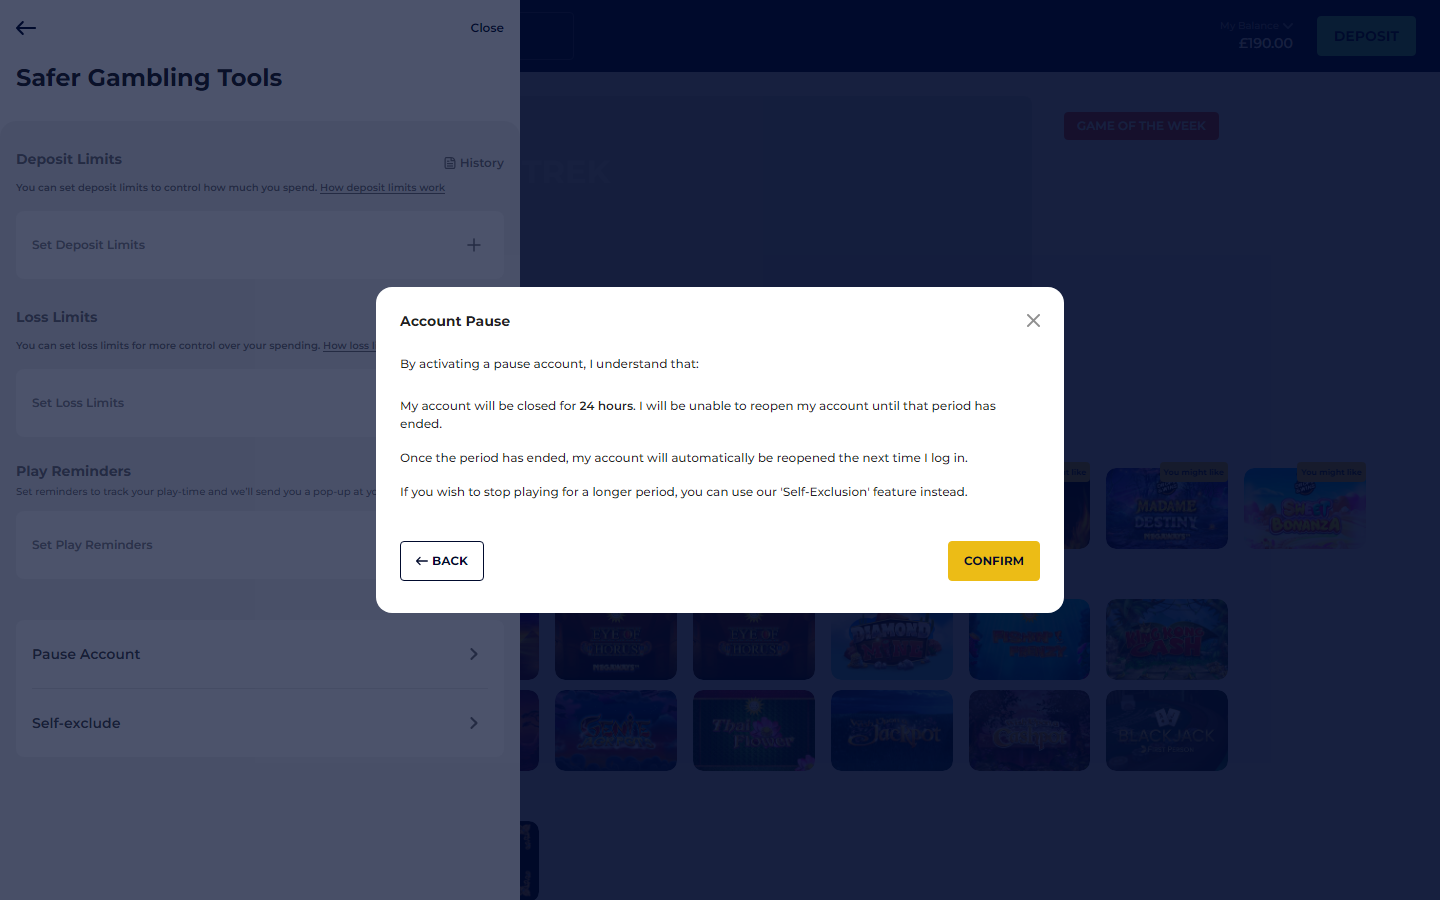 Close
My Balance
£190.00
DEPOSIT
Safer Gambling Tools
GAME OF THE WEEK
Deposit Limits
History
TREK
You can set deposit limits to control how much you spend. How deposit limits work
Set Deposit Limits
Loss Limits
You can set loss limits for more control over your spending. How loss l
Set Loss Limits
Play Reminders
Set reminders to track your play-time and we'll send you a pop-up at yo
Set Play Reminders
Account Pause
By activating a pause account, I understand that:
My account will be closed for 24 hours. I will be unable to reopen my account until that period has
ended.
Once the period has ended, my account will automatically be reopened the next time I log in.
If you wish to stop playing for a longer period, you can use our 'Self-Exclusion' feature instead.
BACK
CONFIRM
like
You might like
You might like
MADAME
DESTINY
MEGAWAYS
SWEET
BONANZA
Pause Account
Self-exclude
EYE OF
HORUS
MEGAWAYS
EYE OF
HORUS
DIAMOND
MINE
Thai
Flower
Jackpot
BLACKJACK